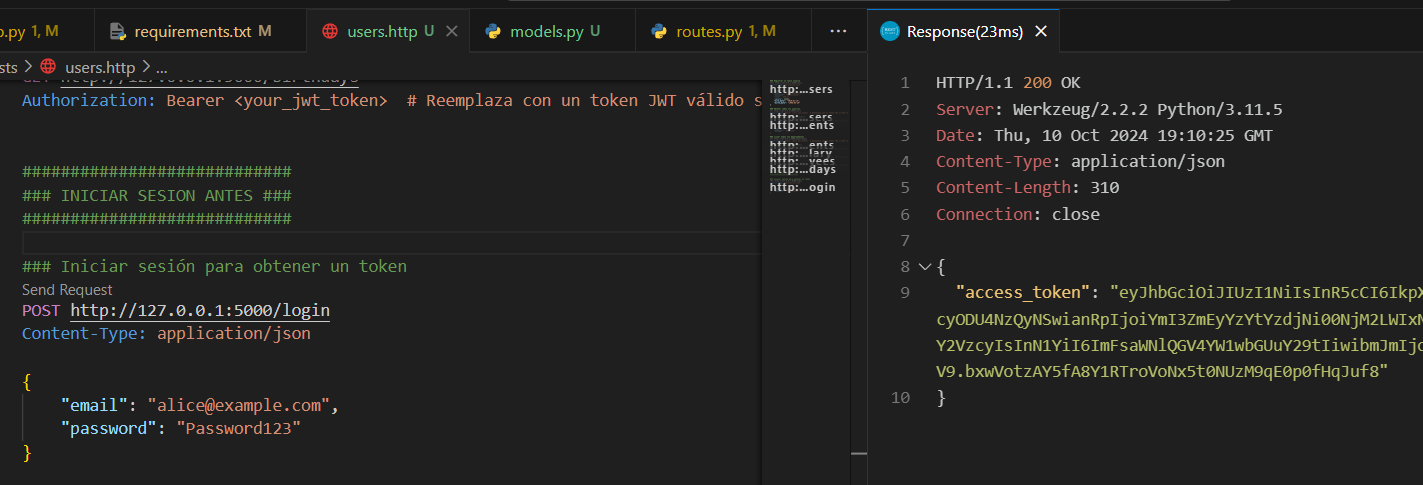 .py 1, M
requirements.txt M
users.http U
models.py U
routes.py 1, M
Response(23ms)
sts > users.http > ...
Authorization: Bearer <your_jwt_token> # Reemplaza con un token JWT válido s
############################
### INICIAR SESION ANTES ###
############################
### Iniciar sesión para obtener un token
Send Request
POST http://127.0.0.1:5000/login
Content-Type: application/json
{
"email": "alice@example.com",
"password": "Password123"
}
http:...sers
http:...sers
http:...ents
http:...ents
http:...lary
http:...yees
http:...days
http:...ogin
1 HTTP/1.1 200 OK
2 Server: Werkzeug/2.2.2 Python/3.11.5
3 Date: Thu, 10 Oct 2024 19:10:25 GMT
4 Content-Type: application/json
5 Content-Length: 310
6 Connection: close
7
8 {
9 "access_token": "eyJhbGciOiJIUzI1NiIsInR5cCI6IkpX
cyODU4NzQyNSwianRpIjoiYmI3ZmEyYzYtYzdjNi00NjM2LWIxN
Y2VzcyIsInN1YiI6ImFsaWNlQGV4YW1wbGUuY29tIiwibmJmIjo
V9.bxwVotzAY5fA8Y1RTroVoNx5t0NUzM9qE0p0fHqJuf8"
10 }